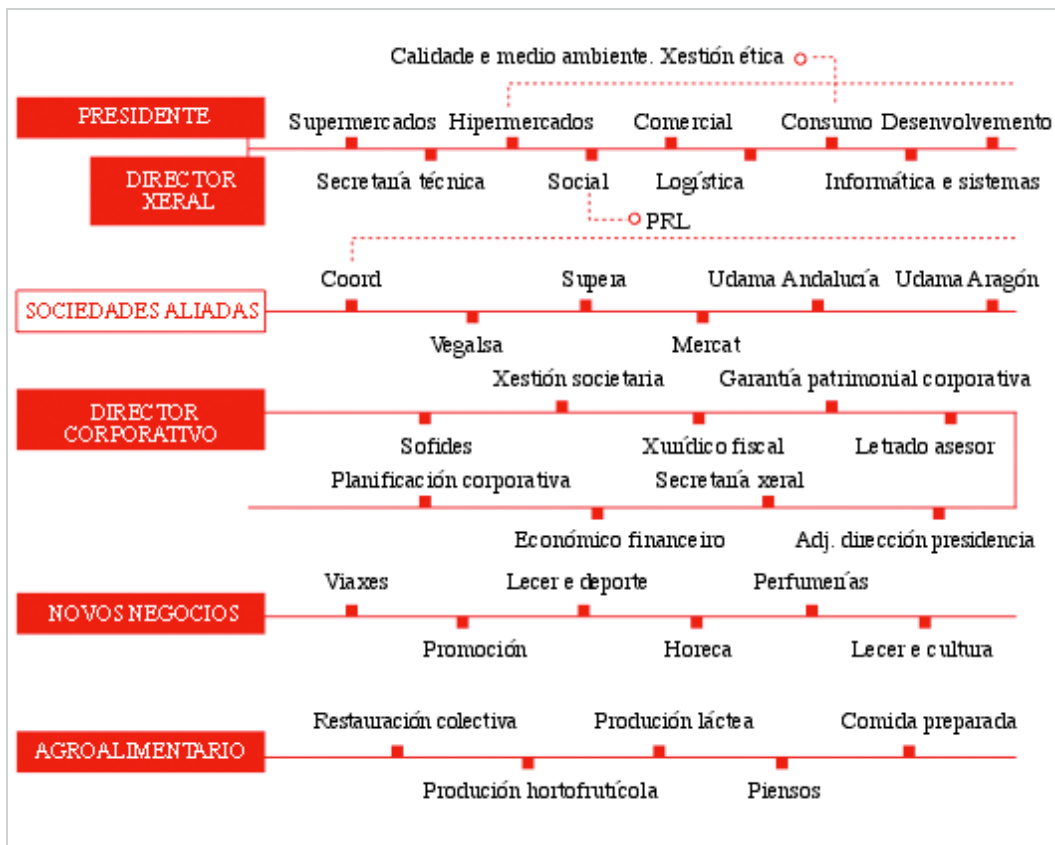 Calidade e medio ambiente. Xestión ética
PRESIDENTE
Supermercados Hipermercados Comercial Consumo Desenvolvemento
DIRECTOR
XERAL
Secretaría técnica Social Logística Informática e sistemas
PRL
Coord Supera Udama Andalucía Udama Aragón
SOCIEDADES ALIADAS
Vegalsa Mercat
Xestión societaria Garantía patrimonial corporativa
DIRECTOR
CORPORATIVO
Sofides Xurídico fiscal Letrado asesor
Planificación corporativa Secretaría xeral
Económico financeiro Adj. dirección presidencia
Viaxes Lecer e deporte Perfumerías
NOVOS NEGOCIOS
Promoción Horeca Lecer e cultura
Restauración colectiva Produción láctea Comida preparada
AGROALIMENTARIO
Produción hortofrutícola Piensos